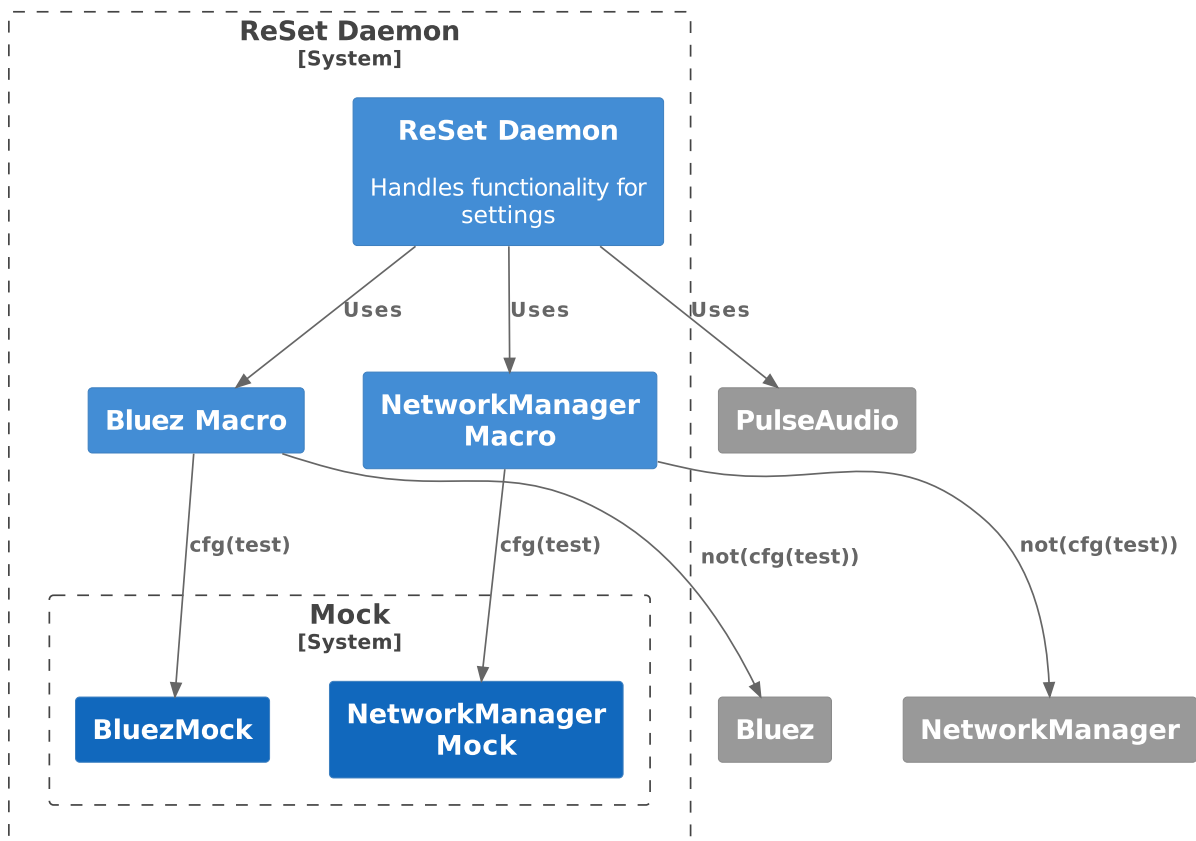 ReSet Daemon
[System]
ReSet Daemon
Handles functionality for
settings
Uses
Uses
Uses
Bluez Macro
NetworkManager
Macro
PulseAudio
cfg(test)
cfg(test)
not(cfg(test))
not(cfg(test))
Mock
[System]
BluezMock
NetworkManager
Mock
Bluez
NetworkManager